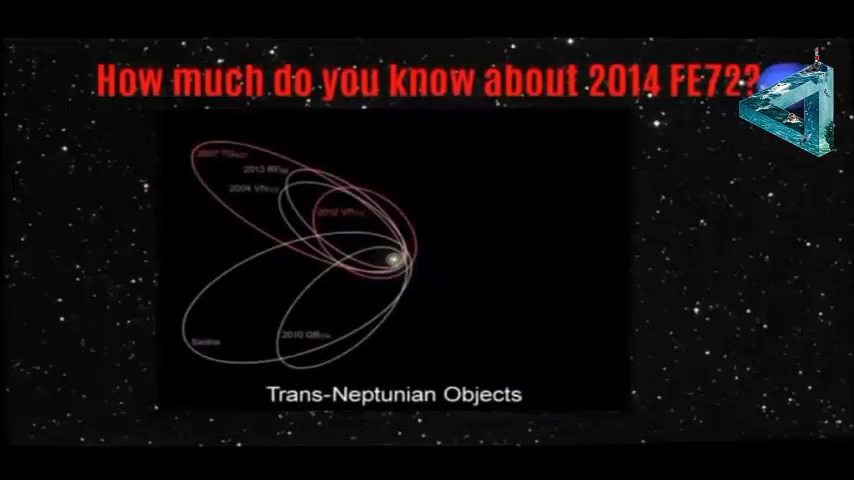 How much do you know about 2014 FE72?
2013 RF
2004 VN
2012 VP
2010 GB
Sedna
Trans-Neptunian Objects